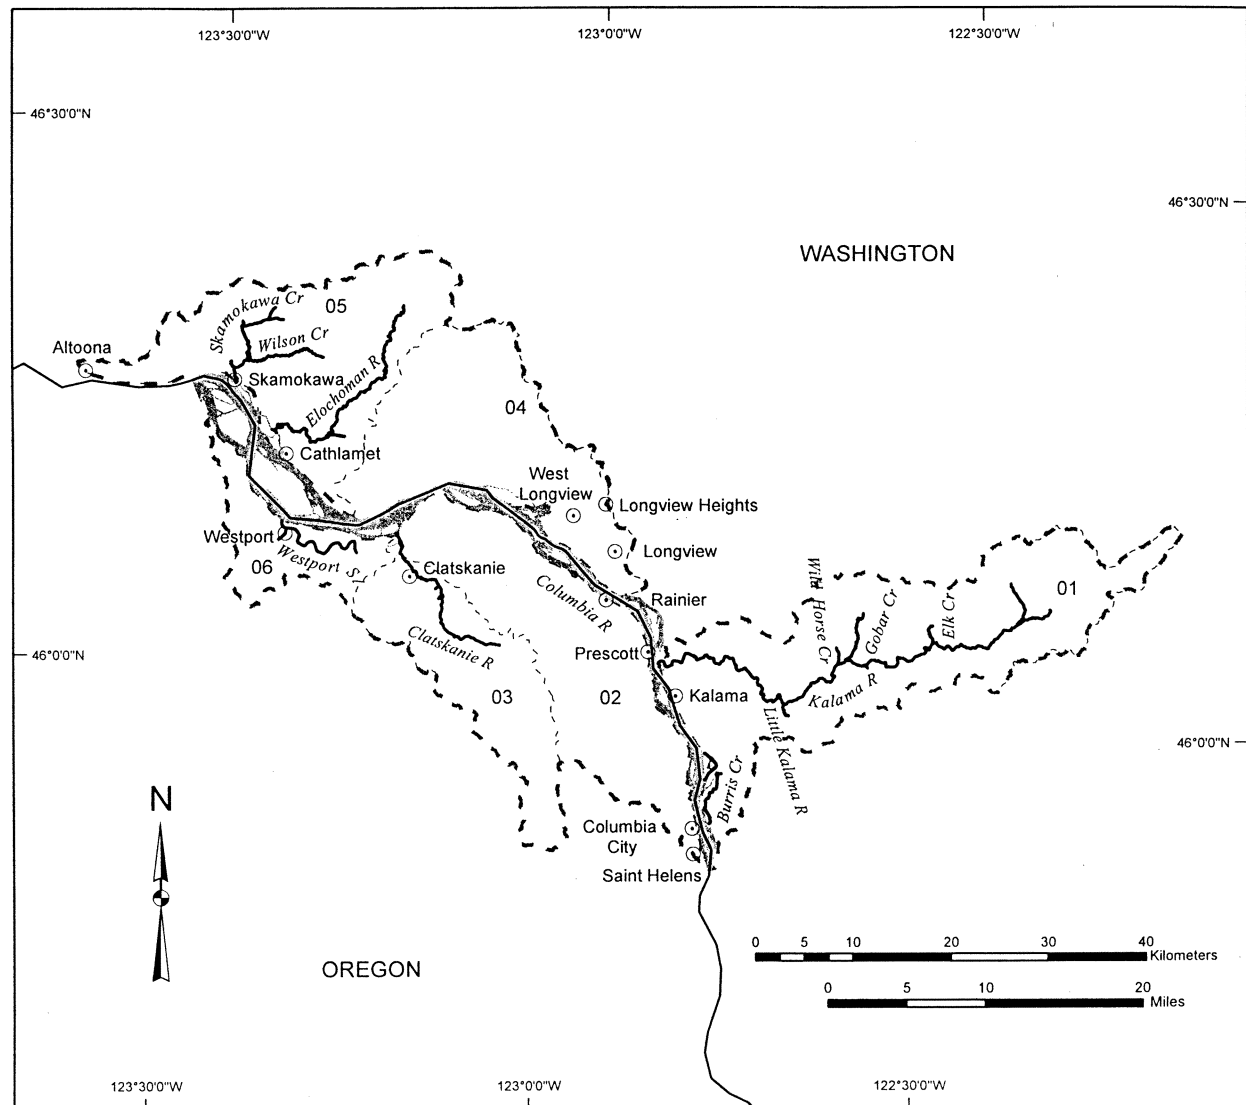 123°30'0"W
123°0'0"W
122°30'0"W
46°30'0"N
46°30'0"N
WASHINGTON
Skamokawa Cr
05
Wilson Cr
Altoona
Skamokawa
Elochoman R
04
Cathlamet
West
Longview
Longview Heights
Westport
Longview
Westport Sl
06
Clatskanie
Columbia R
Rainier
Wild Horse Cr
Gobar Cr
Elk Cr
01
Clatskanie R
46°0'0"N
Prescott
03
02
Kalama
Kalama R
Little Kalama R
46°0'0"N
Burris Cr
N
Columbia
City
Saint Helens
0 5 10 20 30 40
Kilometers
OREGON
0 5 10 20
Miles
123°30'0"W
123°0'0"W
122°30'0"W